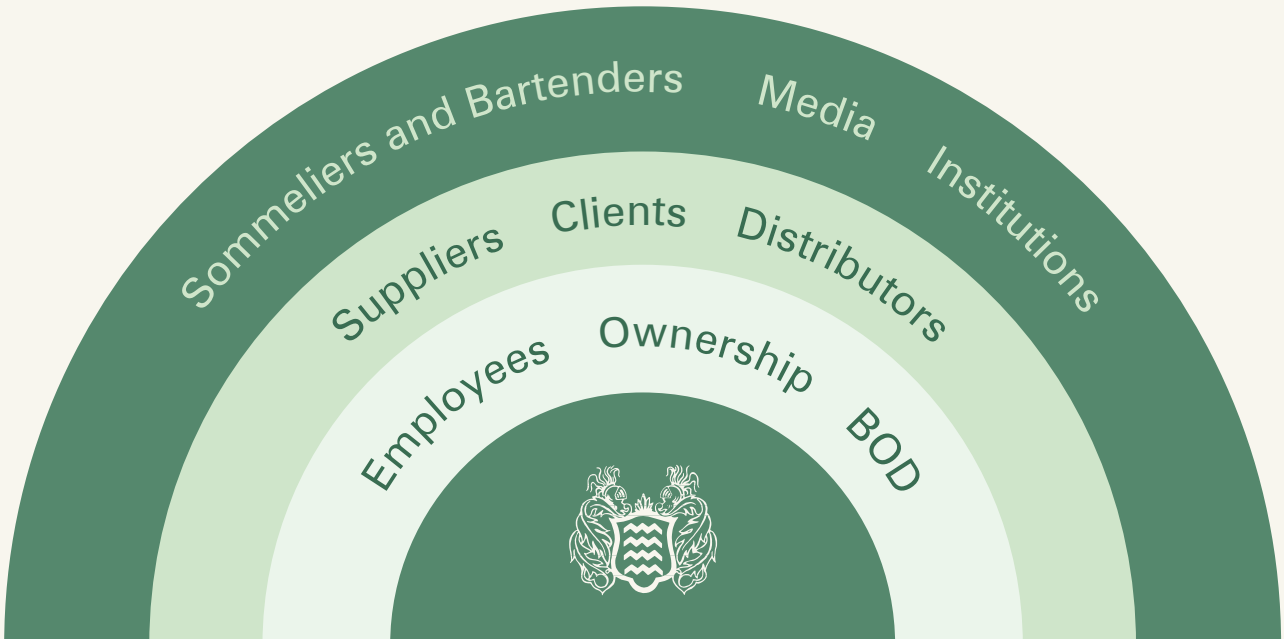 Sommeliers and Bartenders
Media
Institutions
Suppliers
Clients
Distributors
Employees
Ownership
BOD